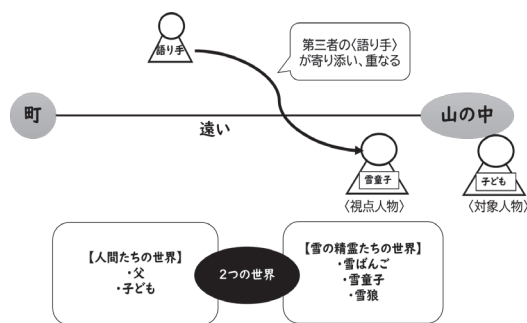 語り手
第三者の〈語り手〉
が寄り添い、重なる
町
遠い
山の中
雪童子
〈視点人物〉
子ども
〈対象人物〉
【人間たちの世界】
・父
・子ども
2つの世界
【雪の精霊たちの世界】
・雪ばんご
・雪童子
・雪狼